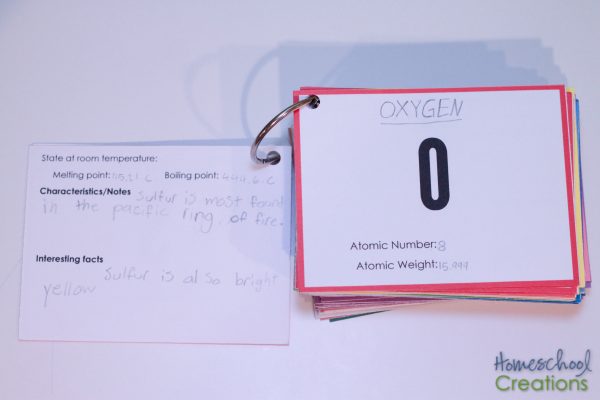 State at room temperature:
Melting point: 115.21°C Boiling point: 444.6°C
Characteristics/Notes Sulfur is most found
in the pacific ring of fire.
Interesting facts
Sulfur is also bright
yellow
OXYGEN
O
Atomic Number: 8
Atomic Weight: 15.999
Homeschool
Creations